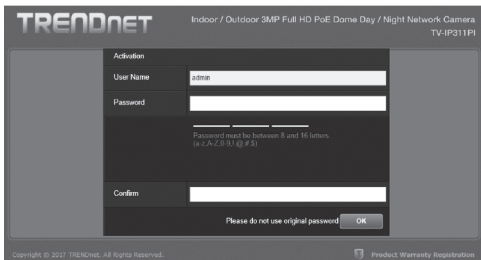 TRENDNET
Indoor / Outdoor 3MP Full HD PoE Dome Day / Night Network Camera
TV-IP311PI
Activation
User Name admin
Password
Password must be between 8 and 16 letters
(a-z,A-Z,0-9,!,@,#,$)
Confirm
Please do not use original password OK
Copyright © 2017 TRENDnet. All Rights Reserved. Product Warranty Registration